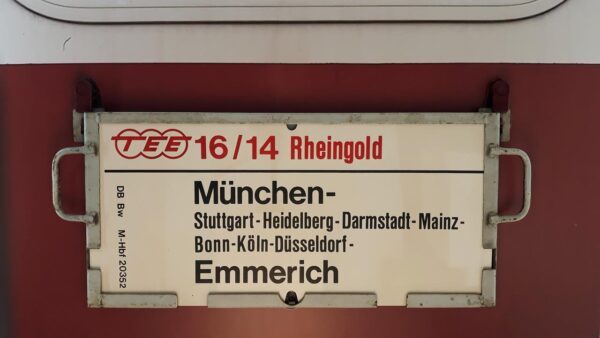 TEE 16/14 Rheingold
München-
Stuttgart-Heidelberg-Darmstadt-Mainz-
Bonn-Köln-Düsseldorf-
Emmerich
DB Bw M-Hbf 20352